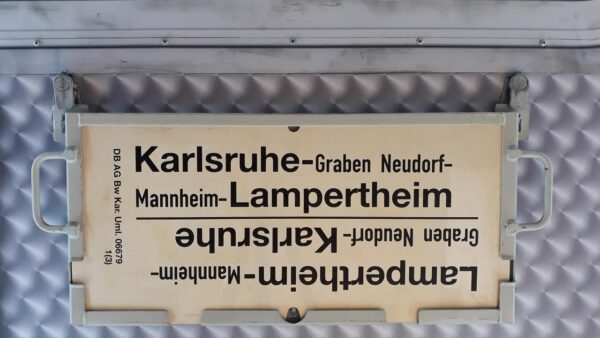 Karlsruhe-Graben Neudorf-
Mannheim-Lampertheim
Lampertheim-Mannheim-
Graben Neudorf-Karlsruhe
DB AG Bw Kar. Uml. 06679
1(3)